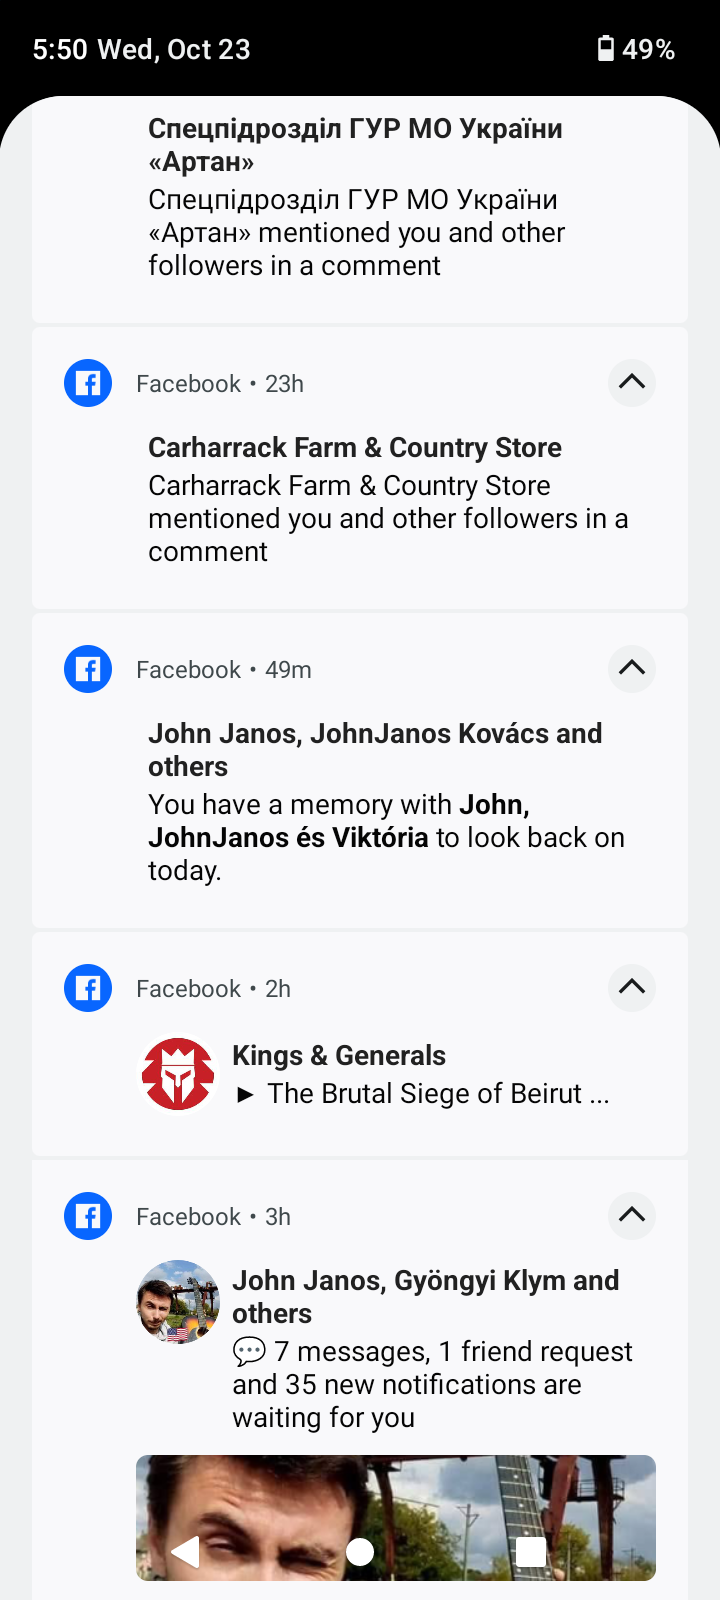 5:50 Wed, Oct 23
49%
Спецпідрозділ ГУР МО України
«Артан»
Спецпідрозділ ГУР МО України
«Артан» mentioned you and other
followers in a comment
Facebook • 23h
Carharrack Farm & Country Store
Carharrack Farm & Country Store
mentioned you and other followers in a
comment
Facebook • 49m
John Janos, JohnJanos Kovács and
others
You have a memory with John,
JohnJanos és Viktória to look back on
today.
Facebook • 2h
Kings & Generals
► The Brutal Siege of Beirut ...
Facebook • 3h
John Janos, Gyöngyi Klym and
others
💬 7 messages, 1 friend request
and 35 new notifications are
waiting for you